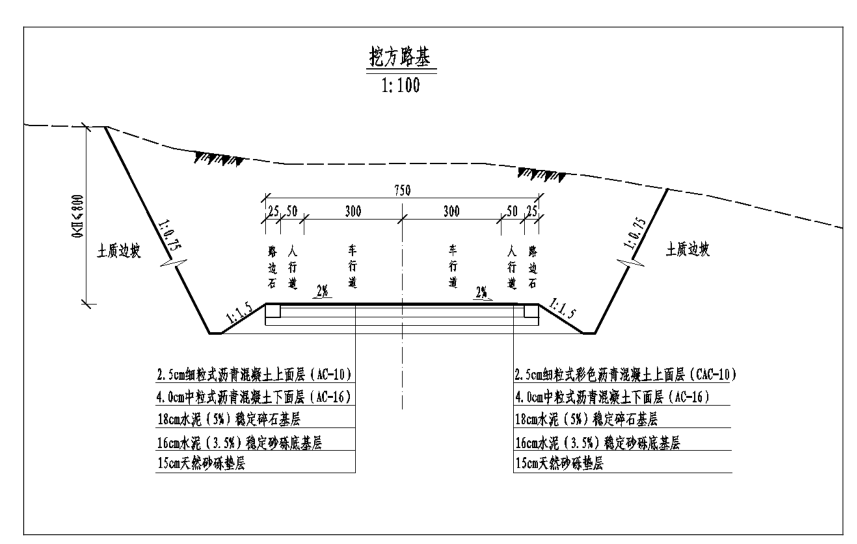 挖方路基
1:100
750
25 50 300 300 50 25
0<H≤800
1:0.75
1:0.75
土质边坡
土质边坡
路边石 人行道 车行道 车行道 人行道 路边石
2% 2%
1:1.5
1:1.5
2.5cm细粒式沥青混凝土上面层(AC-10)
4.0cm中粒式沥青混凝土下面层(AC-16)
18cm水泥(5%)稳定碎石基层
16cm水泥(3.5%)稳定砂砾底基层
15cm天然砂砾垫层
2.5cm细粒式彩色沥青混凝土上面层(CAC-10)
4.0cm中粒式沥青混凝土下面层(AC-16)
18cm水泥(5%)稳定碎石基层
16cm水泥(3.5%)稳定砂砾底基层
15cm天然砂砾垫层